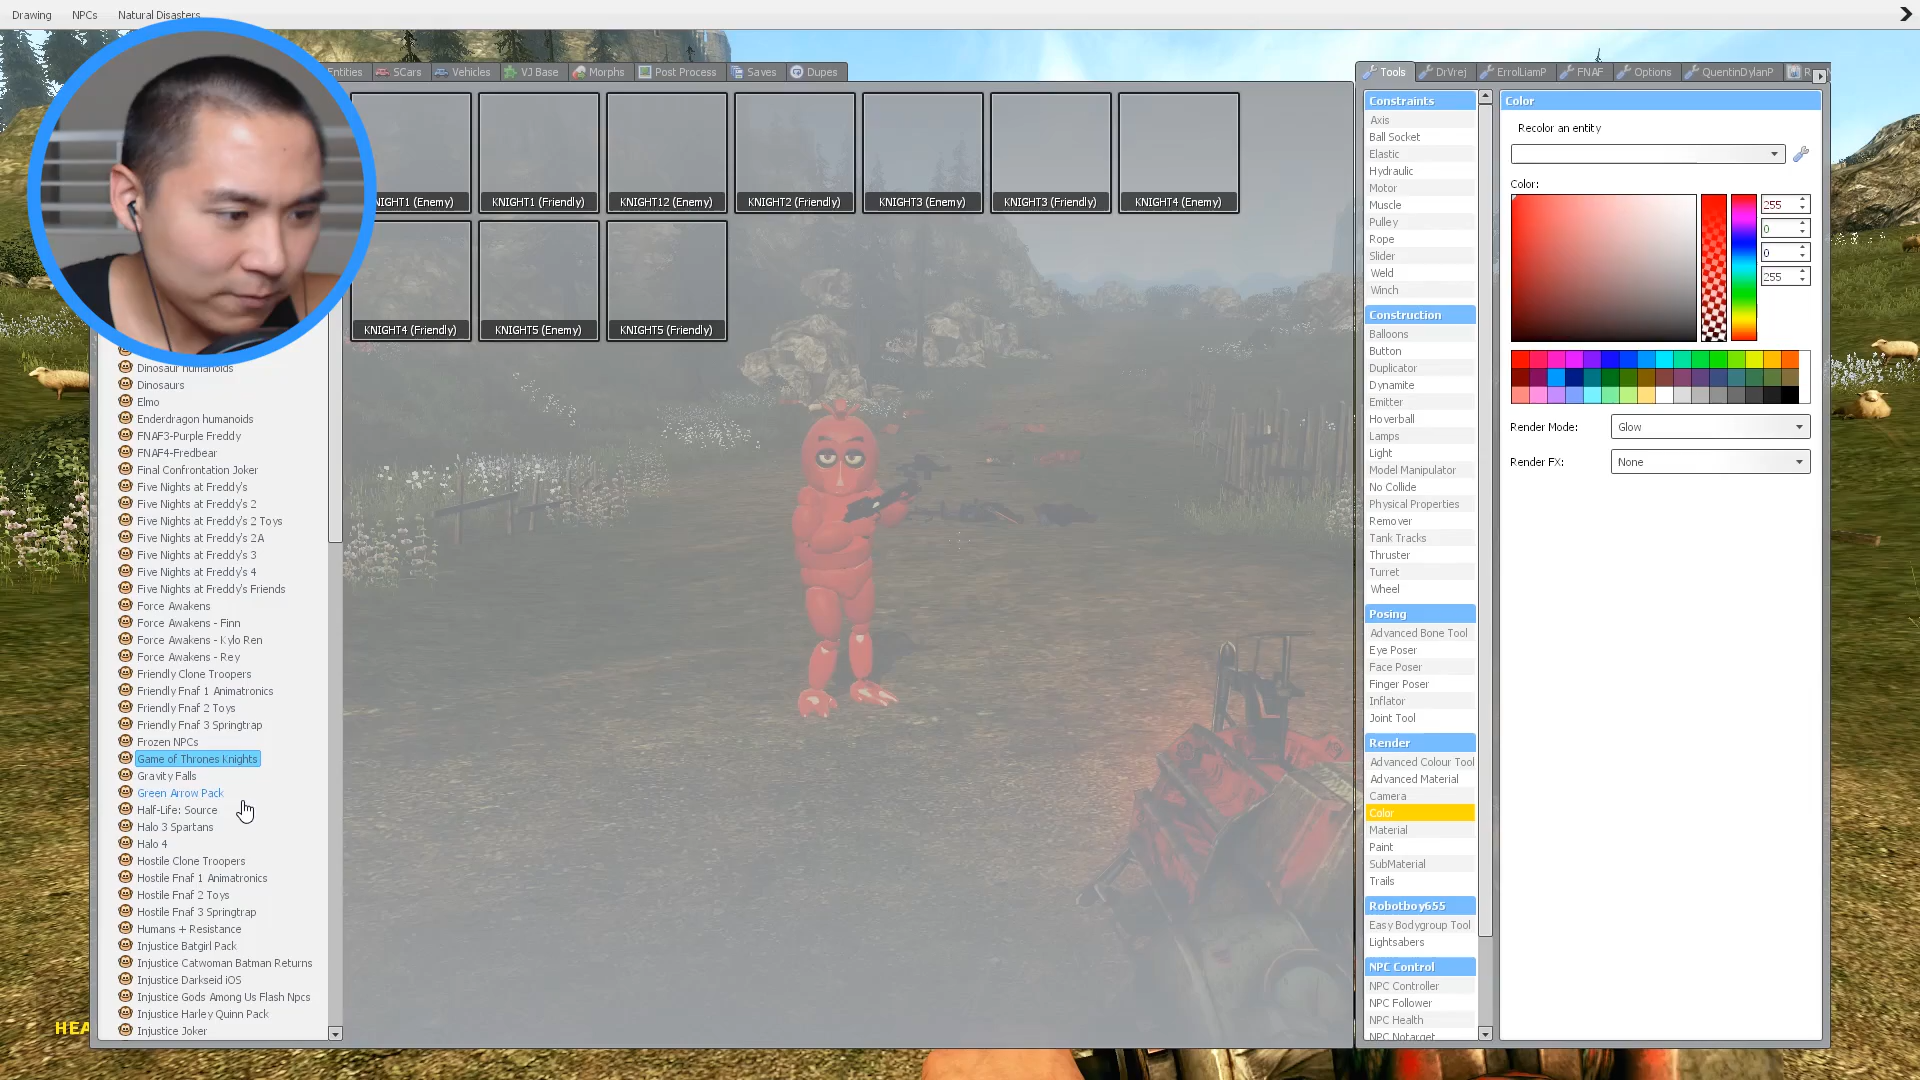 Drawing NPCs Natural Disasters
Entities SCars Vehicles VJ Base Morphs Post Process Saves Dupes
Tools DrVrej ErrolLiamP FNAF Options QuentinDylanP
KNIGHT1 (Enemy) KNIGHT1 (Friendly) KNIGHT12 (Enemy) KNIGHT2 (Friendly) KNIGHT3 (Enemy) KNIGHT3 (Friendly) KNIGHT4 (Enemy)
KNIGHT4 (Friendly) KNIGHT5 (Enemy) KNIGHT5 (Friendly)
Dinosaur humanoids
Dinosaurs
Elmo
Enderdragon humanoids
FNAF3-Purple Freddy
FNAF4-Fredbear
Final Confrontation Joker
Five Nights at Freddy's
Five Nights at Freddy's 2
Five Nights at Freddy's 2 Toys
Five Nights at Freddy's 2A
Five Nights at Freddy's 3
Five Nights at Freddy's 4
Five Nights at Freddy's Friends
Force Awakens
Force Awakens - Finn
Force Awakens - Kylo Ren
Force Awakens - Rey
Friendly Clone Troopers
Friendly Fnaf 1 Animatronics
Friendly Fnaf 2 Toys
Friendly Fnaf 3 Springtrap
Frozen NPCs
Game of Thrones Knights
Gravity Falls
Green Arrow Pack
Half-Life: Source
Halo 3 Spartans
Halo 4
Hostile Clone Troopers
Hostile Fnaf 1 Animatronics
Hostile Fnaf 2 Toys
Hostile Fnaf 3 Springtrap
Humans + Resistance
Injustice Batgirl Pack
Injustice Catwoman Batman Returns
Injustice Darkseid iOS
Injustice Gods Among Us Flash Npcs
Injustice Harley Quinn Pack
Injustice Joker
HEA
Constraints
Axis
Ball Socket
Elastic
Hydraulic
Motor
Muscle
Pulley
Rope
Slider
Weld
Winch
Construction
Balloons
Button
Duplicator
Dynamite
Emitter
Hoverball
Lamps
Light
Model Manipulator
No Collide
Physical Properties
Remover
Tank Tracks
Thruster
Turret
Wheel
Posing
Advanced Bone Tool
Eye Poser
Face Poser
Finger Poser
Inflator
Joint Tool
Render
Advanced Colour Tool
Advanced Material
Camera
Color
Material
Paint
SubMaterial
Trails
Robotboy655
Easy Bodygroup Tool
Lightsabers
NPC Control
NPC Controller
NPC Follower
NPC Health
NPC Notarget
Color
Recolor an entity
Color:
255
0
0
255
Render Mode: Glow
Render FX: None